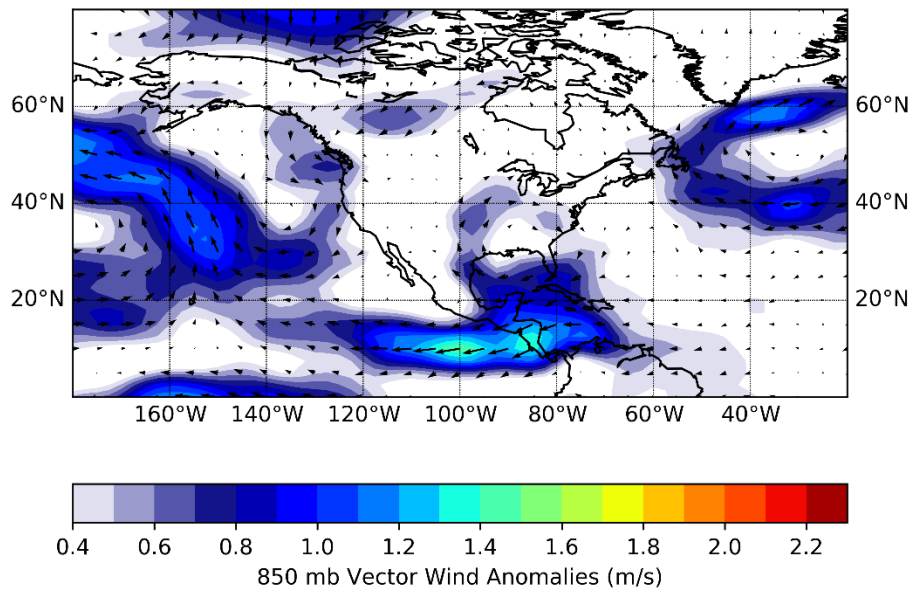 60°N 60°N
40°N 40°N
20°N 20°N
160°W 140°W 120°W 100°W 80°W 60°W 40°W
0.4 0.6 0.8 1.0 1.2 1.4 1.6 1.8 2.0 2.2
850 mb Vector Wind Anomalies (m/s)